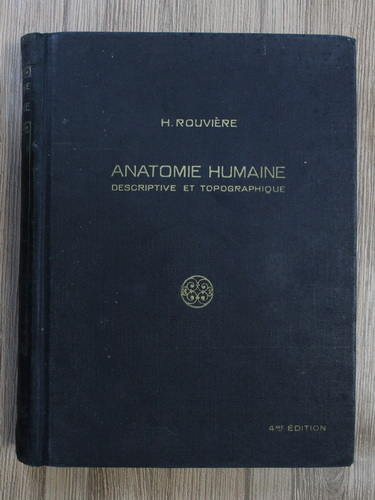 H. ROUVIÈRE
ANATOMIE HUMAINE
DESCRIPTIVE ET TOPOGRAPHIQUE
4ME ÉDITION